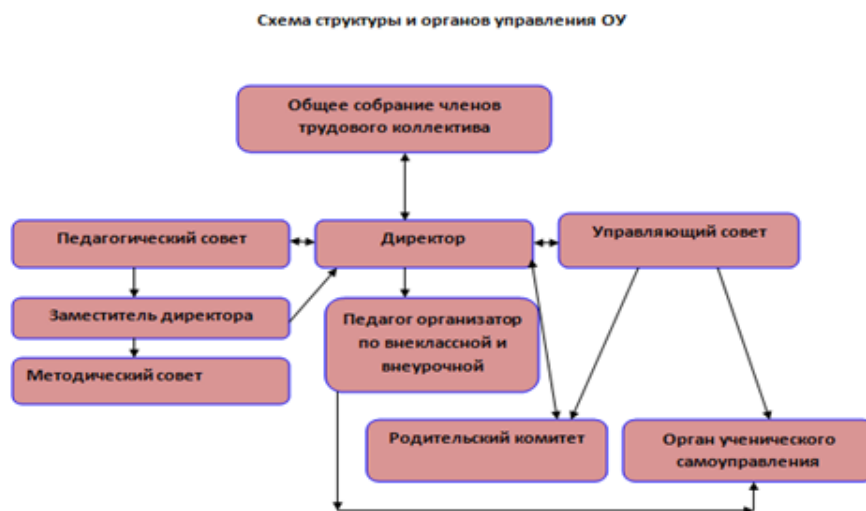 Схема структуры и органов управления ОУ
Общее собрание членов
трудового коллектива
Педагогический совет
Директор
Управляющий совет
Заместитель директора
Педагог организатор
по внеклассной и
внеурочной
Методический совет
Родительский комитет
Орган ученического
самоуправления